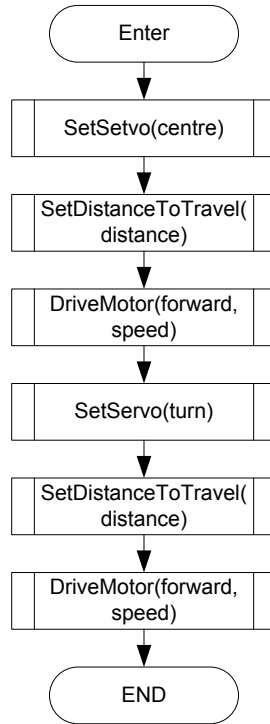 Enter
SetSetvo(centre)
SetDistanceToTravel(
distance)
DriveMotor(forward,
speed)
SetServo(turn)
SetDistanceToTravel(
distance)
DriveMotor(forward,
speed)
END